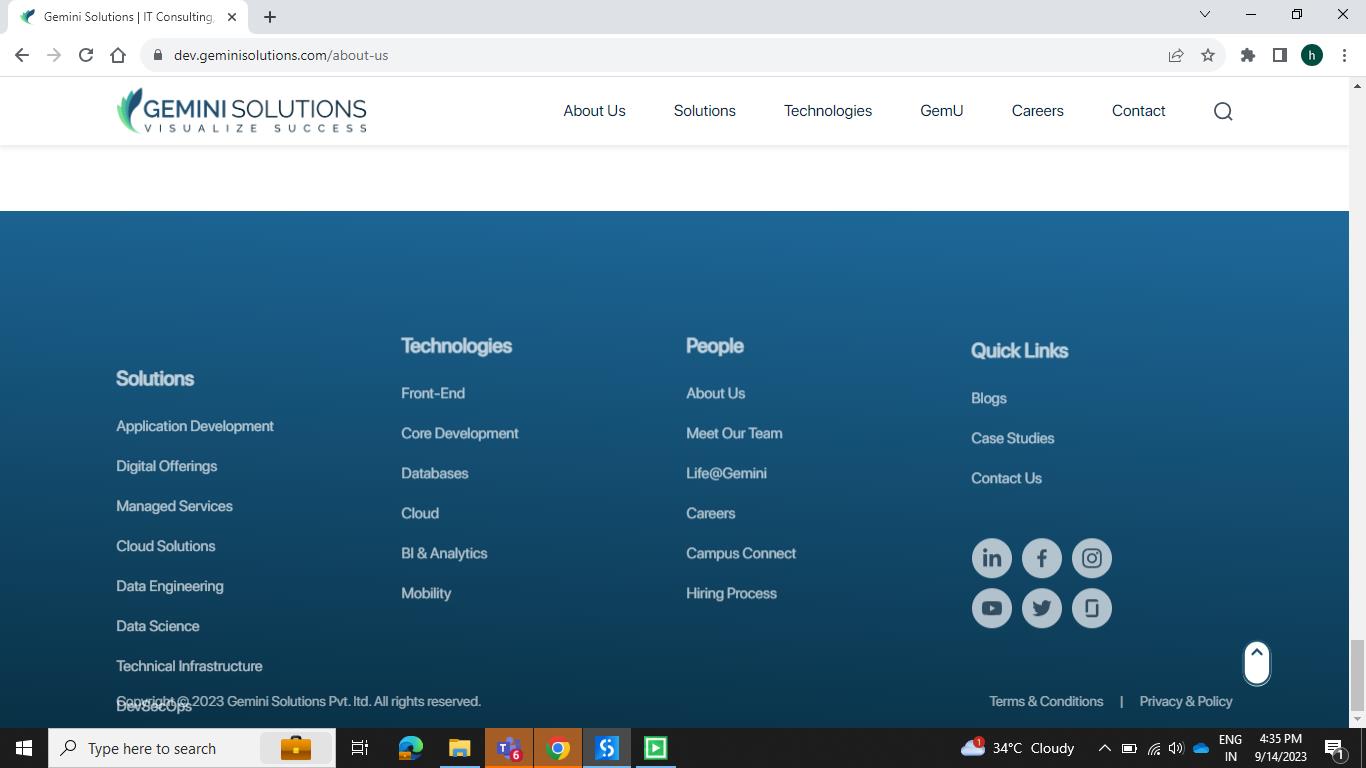 Gemini Solutions | IT Consulting,
dev.geminisolutions.com/about-us
h
GEMINI SOLUTIONS
VISUALIZE SUCCESS
About Us Solutions Technologies GemU Careers Contact
Solutions
Application Development
Digital Offerings
Managed Services
Cloud Solutions
Data Engineering
Data Science
Technical Infrastructure
DevSecOps
Technologies
Front-End
Core Development
Databases
Cloud
BI & Analytics
Mobility
People
About Us
Meet Our Team
Life@Gemini
Careers
Campus Connect
Hiring Process
Quick Links
Blogs
Case Studies
Contact Us
in f
Copyright © 2023 Gemini Solutions Pvt. ltd. All rights reserved.
Terms & Conditions | Privacy & Policy
Type here to search
6
1
34°C Cloudy
ENG
IN
4:35 PM
9/14/2023
1